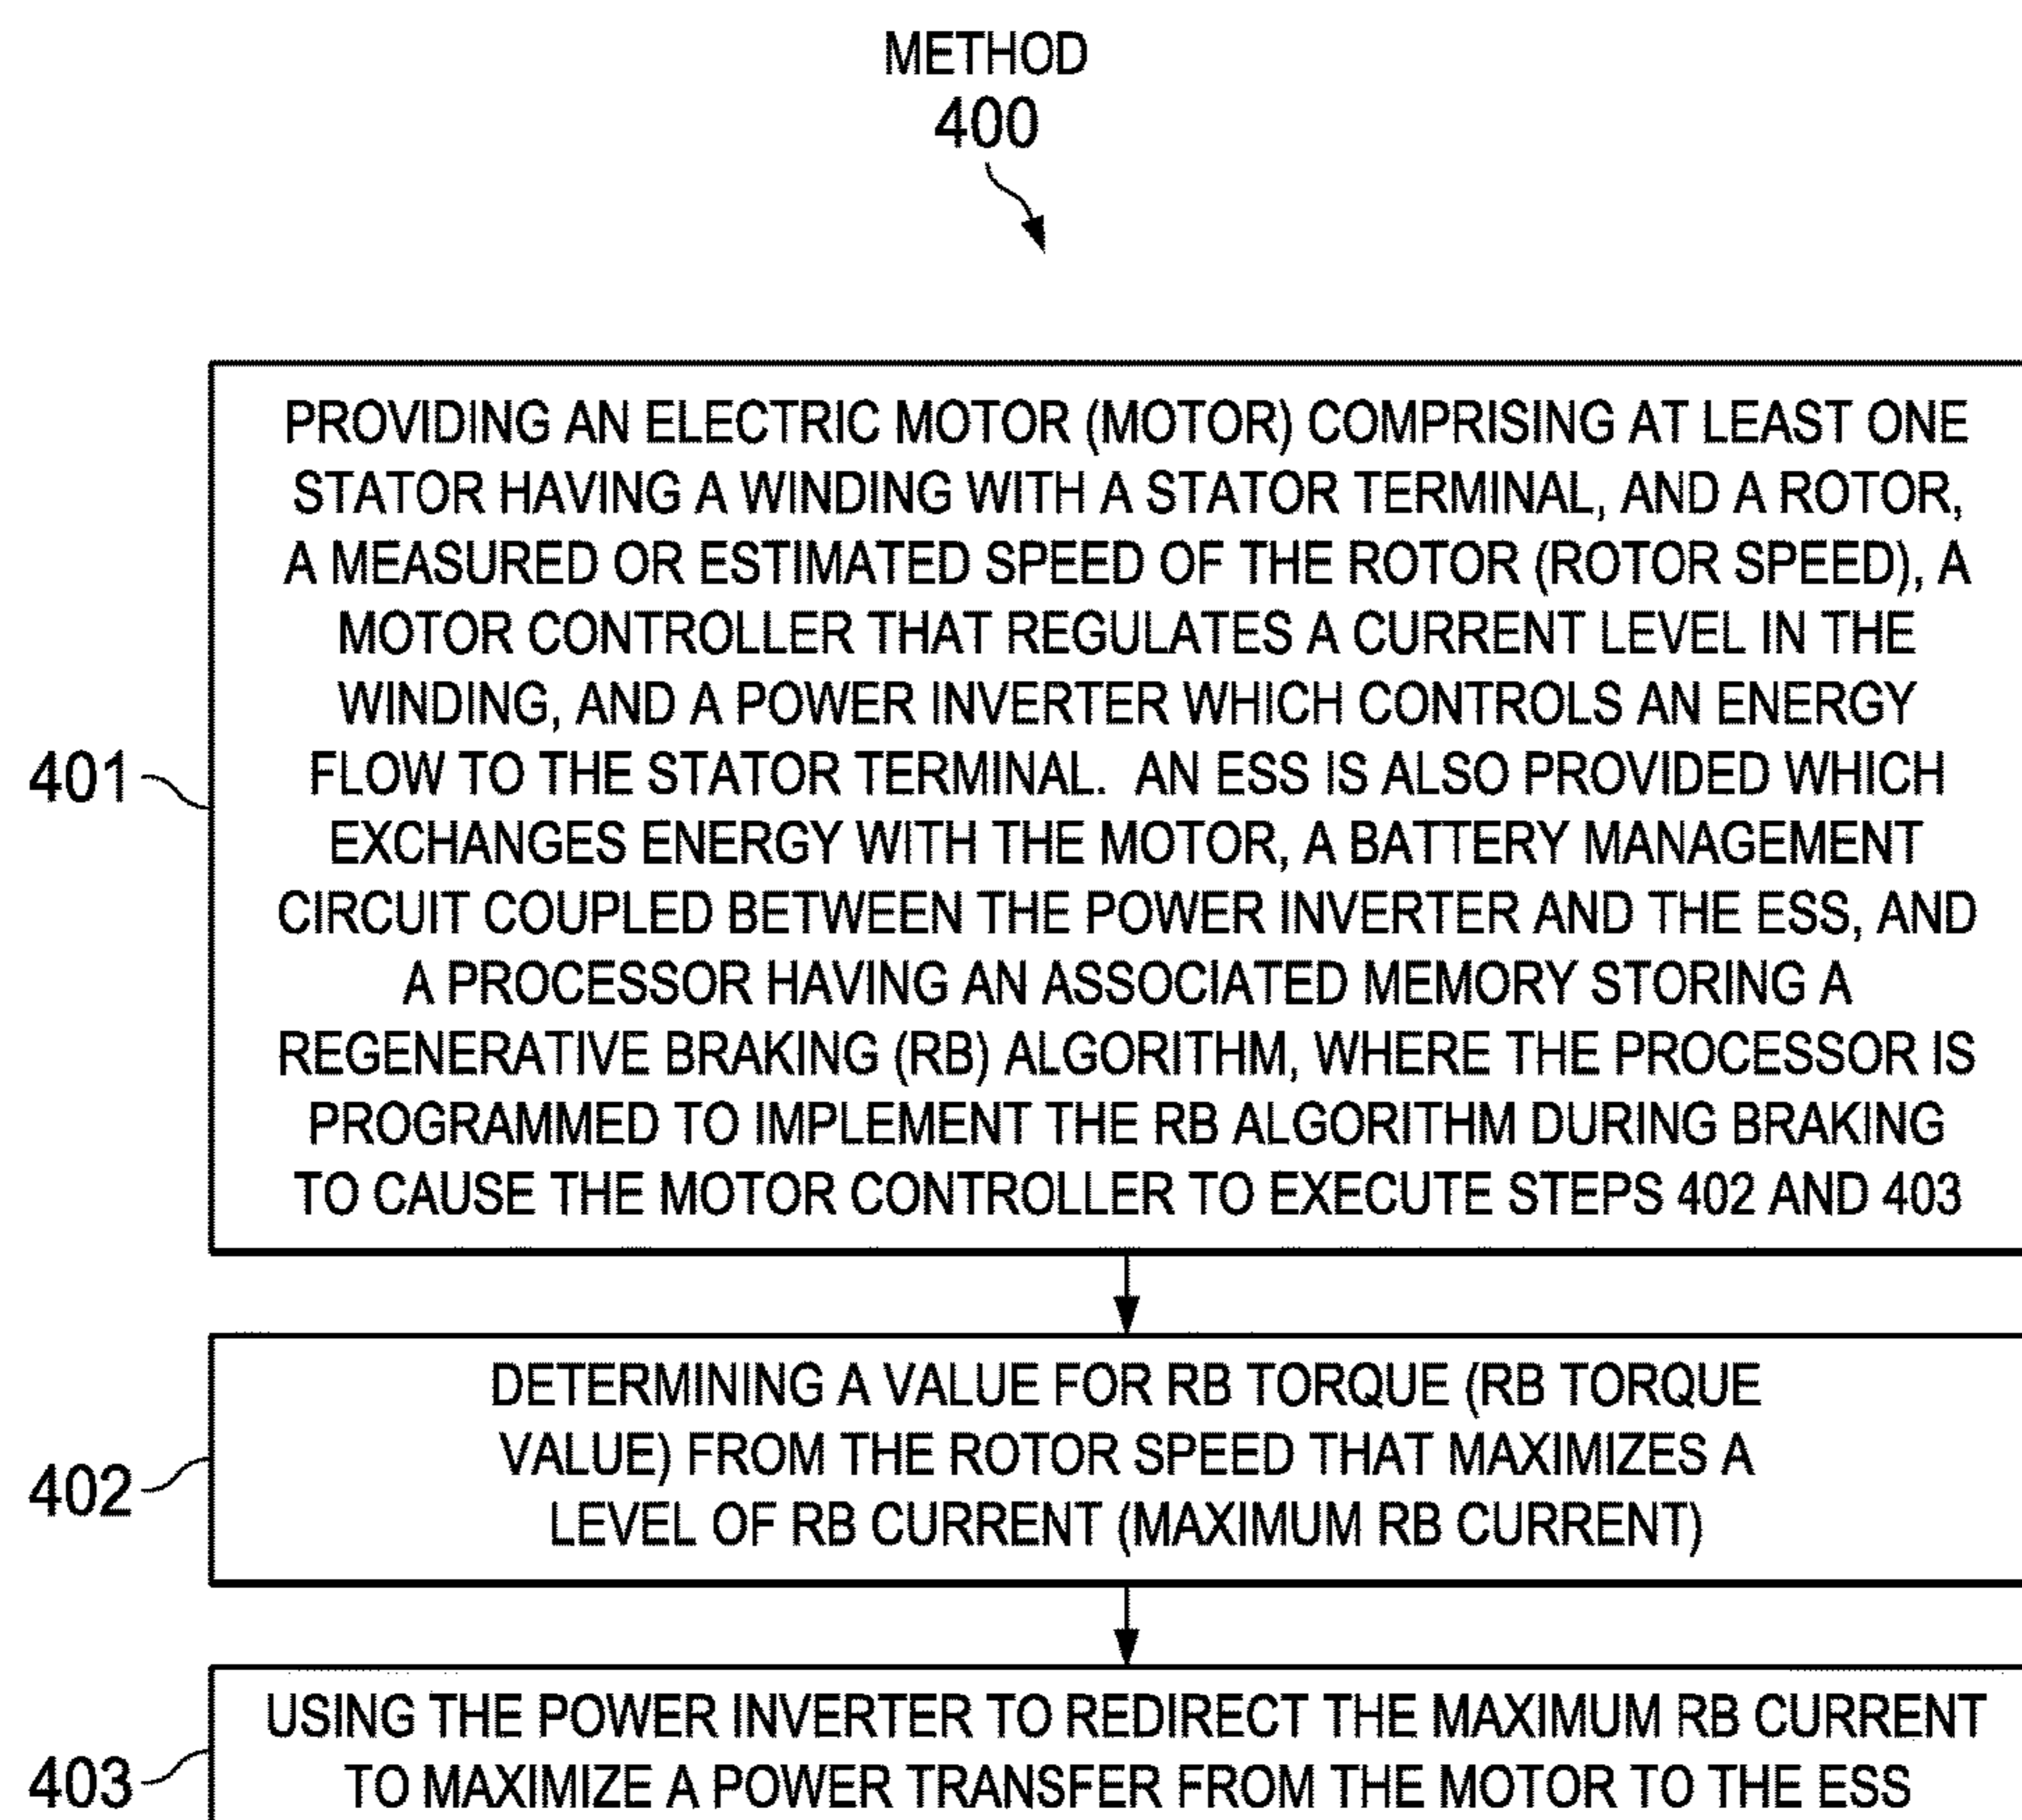 METHOD
400
PROVIDING AN ELECTRIC MOTOR (MOTOR) COMPRISING AT LEAST ONE
STATOR HAVING A WINDING WITH A STATOR TERMINAL, AND A ROTOR,
A MEASURED OR ESTIMATED SPEED OF THE ROTOR (ROTOR SPEED), A
MOTOR CONTROLLER THAT REGULATES A CURRENT LEVEL IN THE
WINDING, AND A POWER INVERTER WHICH CONTROLS AN ENERGY
FLOW TO THE STATOR TERMINAL. AN ESS IS ALSO PROVIDED WHICH
EXCHANGES ENERGY WITH THE MOTOR, A BATTERY MANAGEMENT
CIRCUIT COUPLED BETWEEN THE POWER INVERTER AND THE ESS, AND
A PROCESSOR HAVING AN ASSOCIATED MEMORY STORING A
REGENERATIVE BRAKING (RB) ALGORITHM, WHERE THE PROCESSOR IS
PROGRAMMED TO IMPLEMENT THE RB ALGORITHM DURING BRAKING
TO CAUSE THE MOTOR CONTROLLER TO EXECUTE STEPS 402 AND 403
401
DETERMINING A VALUE FOR RB TORQUE (RB TORQUE
VALUE) FROM THE ROTOR SPEED THAT MAXIMIZES A
LEVEL OF RB CURRENT (MAXIMUM RB CURRENT)
402
USING THE POWER INVERTER TO REDIRECT THE MAXIMUM RB CURRENT
TO MAXIMIZE A POWER TRANSFER FROM THE MOTOR TO THE ESS
403